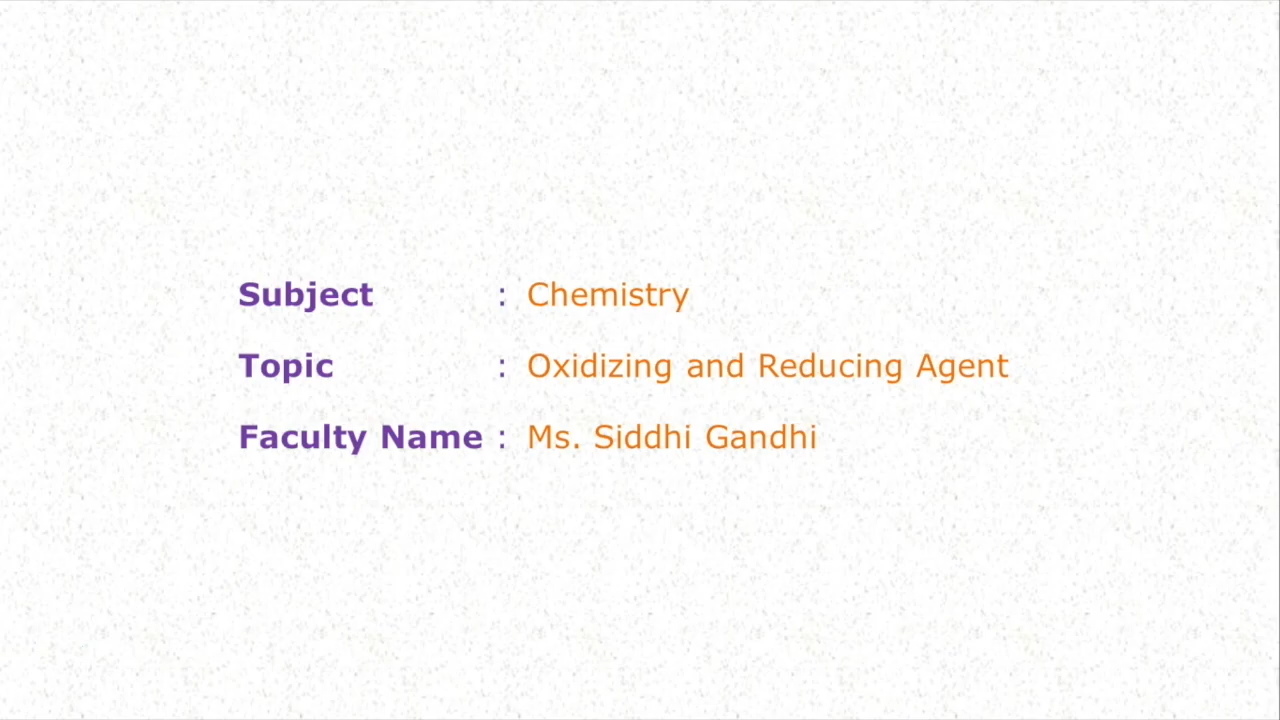 Subject : Chemistry
Topic : Oxidizing and Reducing Agent
Faculty Name : Ms. Siddhi Gandhi